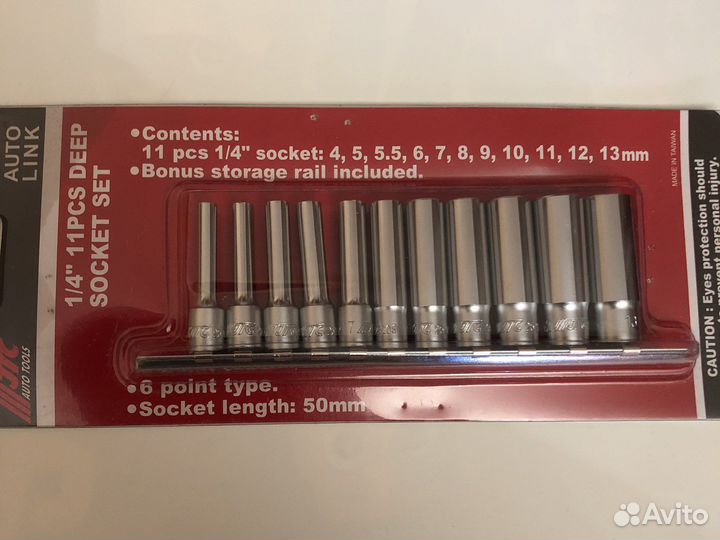 AUTO
LINK
1/4" 11PCS DEEP
SOCKET SET
JTC
AUTO TOOLS
•Contents:
11 pcs 1/4" socket: 4, 5, 5.5, 6, 7, 8, 9, 10, 11, 12, 13mm
•Bonus storage rail included.
•6 point type.
•Socket length: 50mm
MADE IN TAIWAN
CAUTION : Eyes protection should
personal injury.
Avito